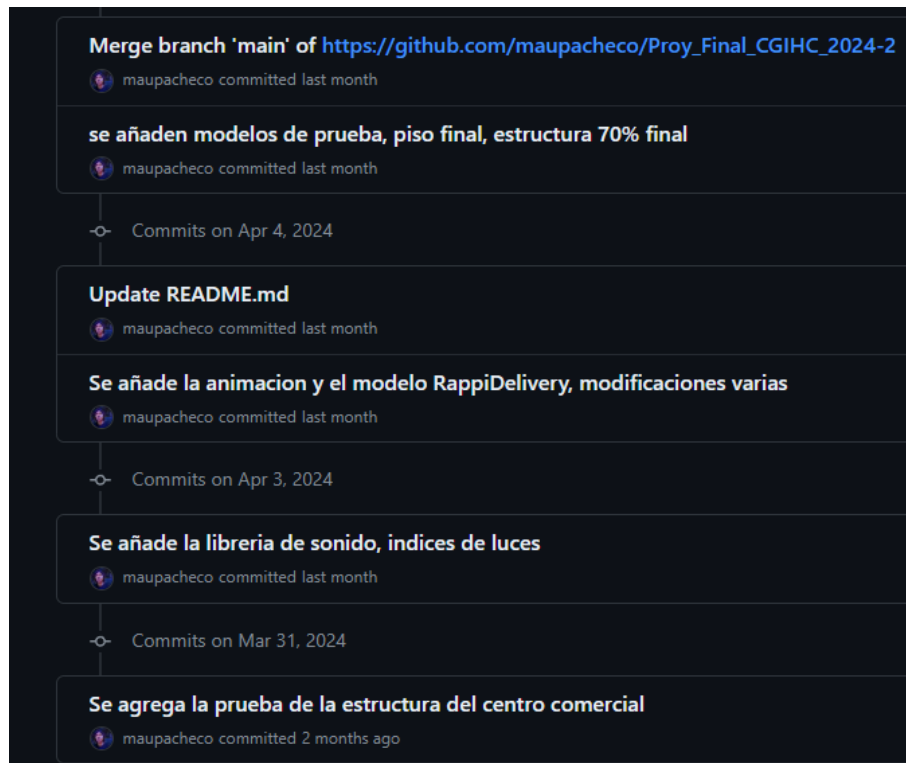 Merge branch 'main' of https://github.com/maupacheco/Proy_Final_CGIHC_2024-2
maupacheco committed last month
se añaden modelos de prueba, piso final, estructura 70% final
maupacheco committed last month
Commits on Apr 4, 2024
Update README.md
maupacheco committed last month
Se añade la animacion y el modelo RappiDelivery, modificaciones varias
maupacheco committed last month
Commits on Apr 3, 2024
Se añade la libreria de sonido, indices de luces
maupacheco committed last month
Commits on Mar 31, 2024
Se agrega la prueba de la estructura del centro comercial
maupacheco committed 2 months ago